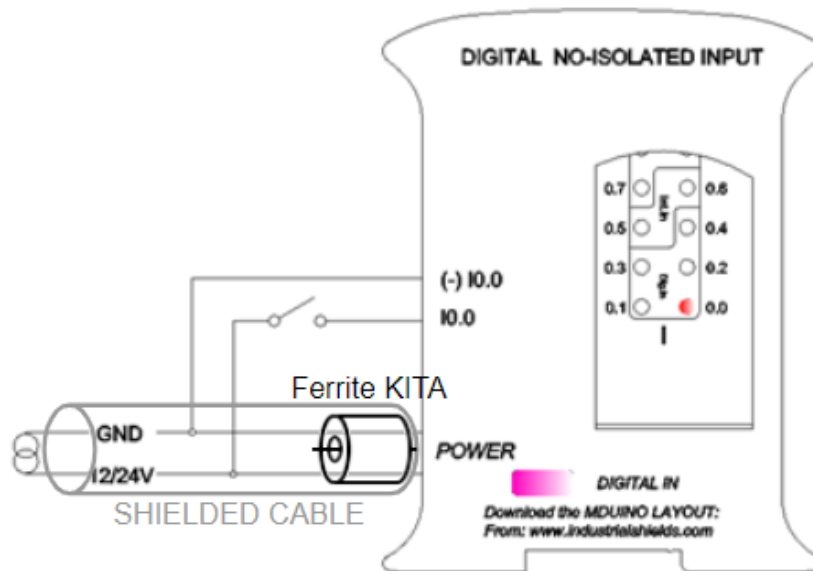 DIGITAL NO-ISOLATED INPUT
0.7
0.6
0.5
0.4
0.3
0.2
0.1
0.0
(-) I0.0
I0.0
Ferrite KITA
GND
12/24V
SHIELDED CABLE
POWER
DIGITAL IN
Download the MDUINO LAYOUT:
From: www.industrialshields.com